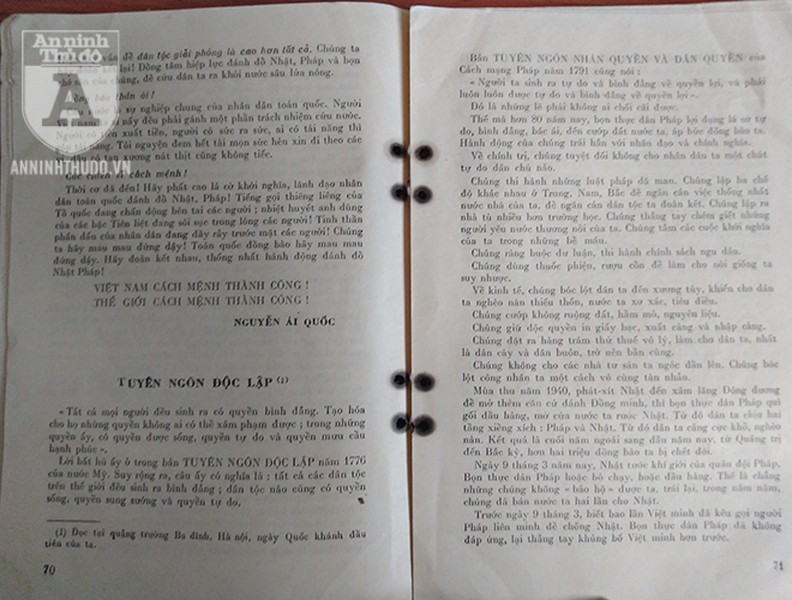 An ninh
Thủ đô
A
ANNINHTHUDO.VN
vấn đề dân tộc giải phóng là cao hơn tất cả. Chúng ta
kết lại! Đồng tâm hiệp lực đánh đổ Nhật, Pháp và bọn
của chúng, để cứu dân ta ra khỏi nước sâu lửa nóng.
là sự nghiệp chung của nhân dân toàn quốc. Người
nấy đều phải gánh một phần trách nhiệm cứu nước.
Người có tiền xuất tiền, người có sức ra sức, người có tài năng thì
tài năng. Tôi nguyện đem hết tài mọn sức hèn xin đi theo các
dầu có tan xương nát thịt cũng không tiếc.
Các chiến sĩ cách mệnh!
Thời cơ đã đến! Hãy phất cao lá cờ khởi nghĩa, lãnh đạo nhân
dân toàn quốc đánh đổ Nhật, Pháp! Tiếng gọi thiêng liêng của
Tổ quốc đang chấn động bên tai các người; nhiệt huyết anh dũng
của các bậc Tiên liệt đang sôi sục trong lòng các người! Tinh thần
phấn đấu của nhân dân đang đẩy rẫy trước mặt các người! Chúng
ta hãy mau mau đứng dậy! Toàn quốc đồng bào hãy mau mau
đứng dậy. Hãy đoàn kết nhau, thống nhất hành động đánh đổ
Nhật Pháp!
VIỆT NAM CÁCH MỆNH THÀNH CÔNG!
THẾ GIỚI CÁCH MỆNH THÀNH CÔNG!
NGUYỄN ÁI QUỐC
TUYÊN NGÔN ĐỘC LẬP (1)
« Tất cả mọi người đều sinh ra có quyền bình đẳng. Tạo hóa
cho họ những quyền không ai có thể xâm phạm được; trong những
quyền ấy, có quyền được sống, quyền tự do và quyền mưu cầu
hạnh phúc ».
Lời bất hủ ấy ở trong bản TUYÊN NGÔN ĐỘC LẬP năm 1776
của nước Mỹ. Suy rộng ra, câu ấy có nghĩa là: tất cả các dân tộc
trên thế giới đều sinh ra bình đẳng; dân tộc nào cũng có quyền
sống, quyền sung sướng và quyền tự do.
(1) Đọc tại quảng trường Ba đình, Hà nội, ngày Quốc khánh đầu
tiên của ta.
70
Bản TUYÊN NGÔN NHÂN QUYỀN VÀ DÂN QUYỀN của
Cách mạng Pháp năm 1791 cũng nói:
« Người ta sinh ra tự do và bình đẳng về quyền lợi, và phải
luôn luôn được tự do và bình đẳng về quyền lợi ».
Đó là những lẽ phải không ai chối cãi được.
Thế mà hơn 80 năm nay, bọn thực dân Pháp lợi dụng lá cờ tự
do, bình đẳng, bác ái, đến cướp đất nước ta, áp bức đồng bào ta.
Hành động của chúng trái hẳn với nhân đạo và chính nghĩa.
Về chính trị, chúng tuyệt đối không cho nhân dân ta một chút
tự do dân chủ nào.
Chúng thi hành những luật pháp dã man. Chúng lập ba chế
độ khác nhau ở Trung, Nam, Bắc để ngăn cản việc thống nhất
nước nhà của ta, để ngăn cản dân tộc ta đoàn kết. Chúng lập ra
nhà tù nhiều hơn trường học. Chúng thẳng tay chém giết những
người yêu nước thương nòi của ta. Chúng tắm các cuộc khởi nghĩa
của ta trong những bể máu.
Chúng ràng buộc dư luận, thi hành chính sách ngu dân.
Chúng dùng thuốc phiện, rượu cồn để làm cho nòi giống ta
suy nhược.
Về kinh tế, chúng bóc lột dân ta đến xương tủy, khiến cho dân
ta nghèo nàn thiếu thốn, nước ta xơ xác, tiêu điều.
Chúng cướp không ruộng đất, hầm mỏ, nguyên liệu.
Chúng giữ độc quyền in giấy bạc, xuất cảng và nhập cảng.
Chúng đặt ra hàng trăm thứ thuế vô lý, làm cho dân ta, nhất
là dân cày và dân buôn, trở nên bần cùng.
Chúng không cho các nhà tư sản ta ngóc đầu lên. Chúng bóc
lột công nhân ta một cách vô cùng tàn nhẫn.
Mùa thu năm 1940, phát-xít Nhật đến xâm lăng Đông dương
để mở thêm căn cứ đánh Đồng minh, thì bọn thực dân Pháp quỳ
gối đầu hàng, mở cửa nước ta rước Nhật. Từ đó dân ta chịu hai
tầng xiềng xích: Pháp và Nhật. Từ đó dân ta càng cực khổ, nghèo
nàn. Kết quả là cuối năm ngoái sang đầu năm nay, từ Quảng trị
đến Bắc kỳ, hơn hai triệu đồng bào ta bị chết đói.
Ngày 9 tháng 3 năm nay, Nhật tước khí giới của quân đội Pháp.
Bọn thực dân Pháp hoặc bỏ chạy, hoặc đầu hàng. Thế là chẳng
những chúng không « bảo hộ » được ta, trái lại, trong năm năm,
chúng đã bán nước ta hai lần cho Nhật.
Trước ngày 9 tháng 3, biết bao lần Việt minh đã kêu gọi người
Pháp liên minh để chống Nhật. Bọn thực dân Pháp đã không
đáp ứng, lại thẳng tay khủng bố Việt minh hơn trước.
71